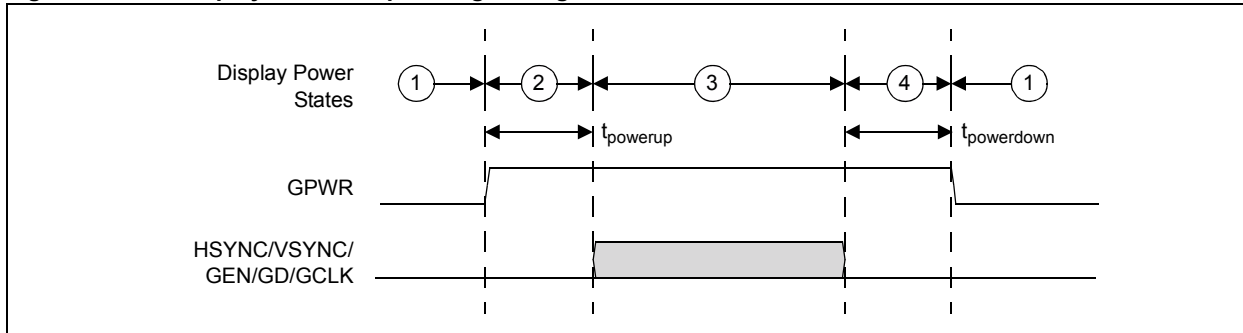 Display Power
States
1 2 3 4 1
tpowerup tpowerdown
GPWR
HSYNC/VSYNC/
GEN/GD/GCLK